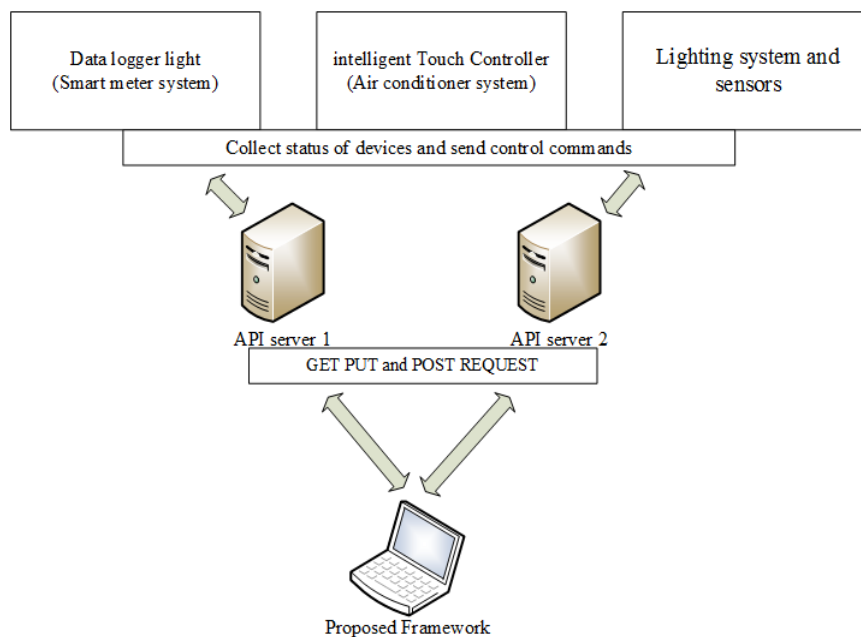 Data logger light
(Smart meter system)
intelligent Touch Controller
(Air conditioner system)
Lighting system and
sensors
Collect status of devices and send control commands
API server 1
API server 2
GET PUT and POST REQUEST
Proposed Framework